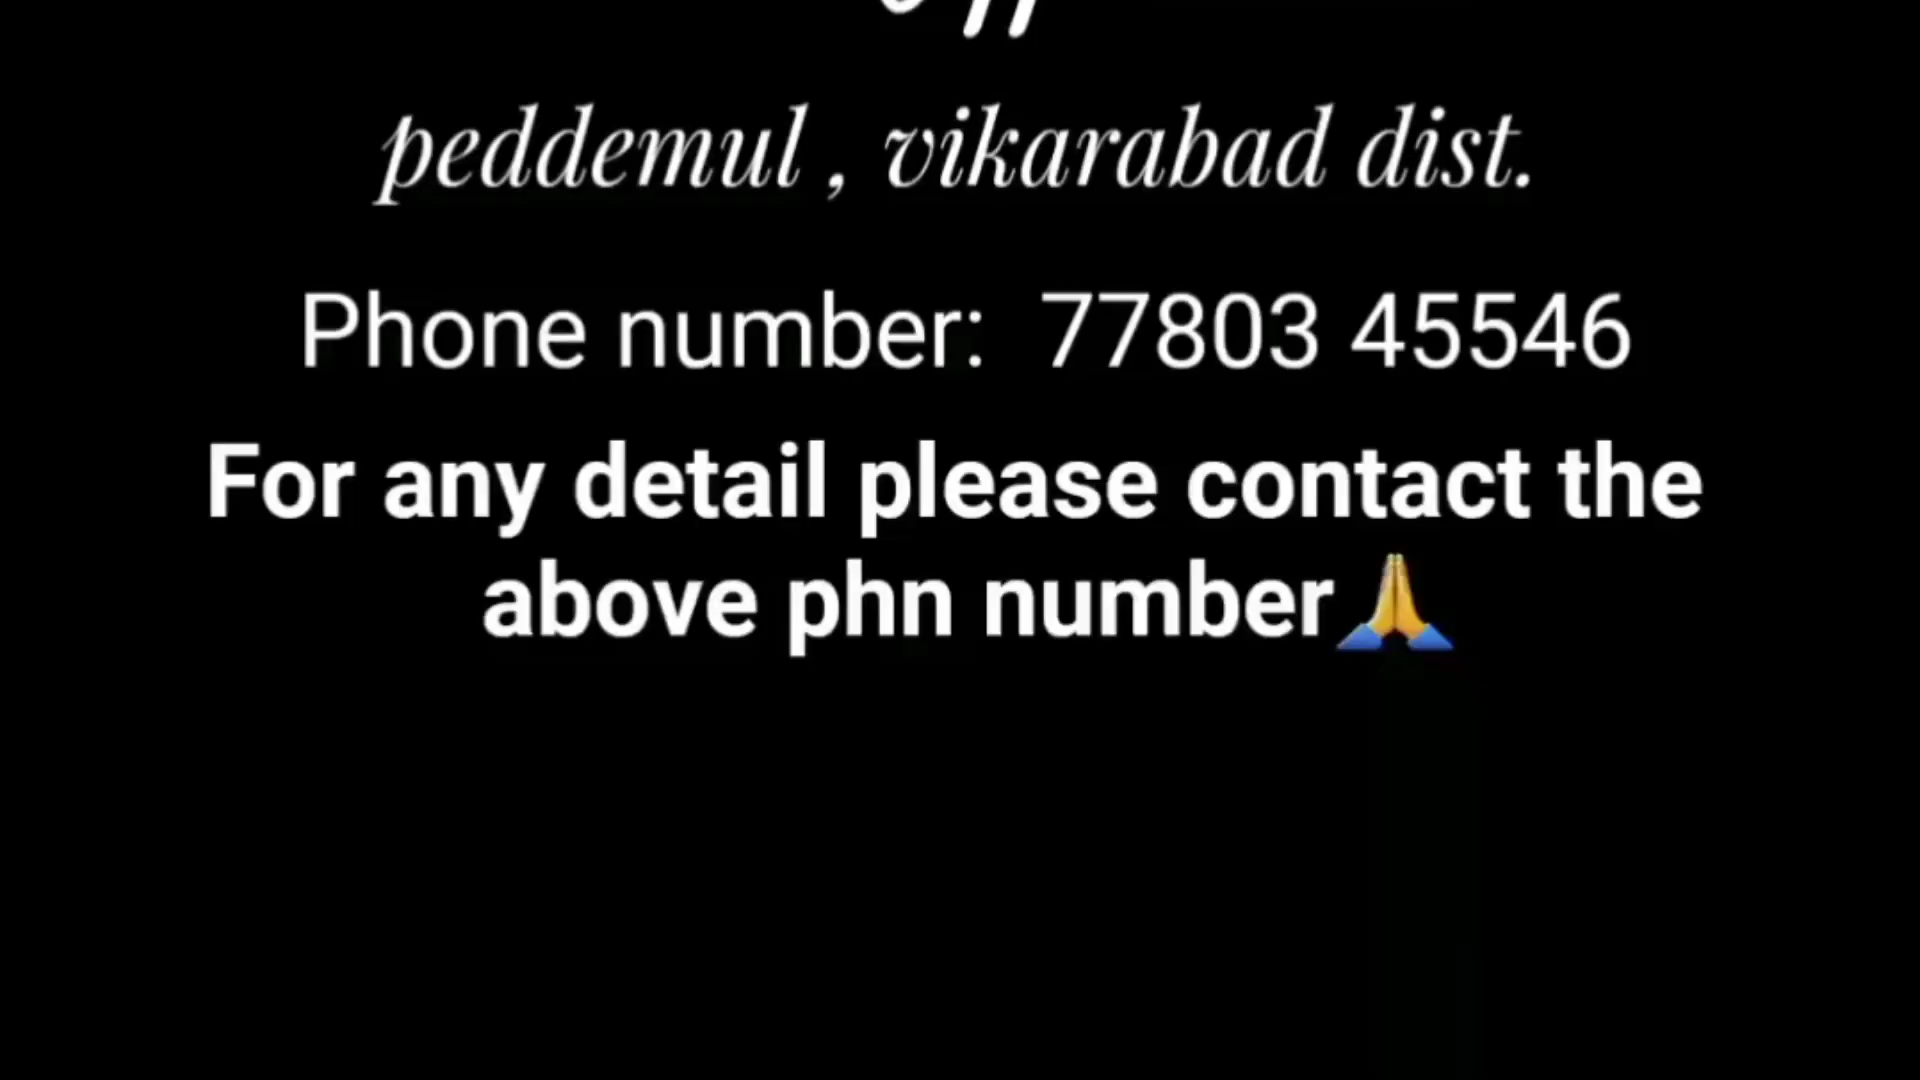 peddemul , vikarabad dist.
Phone number: 77803 45546
For any detail please contact the
above phn number🙏